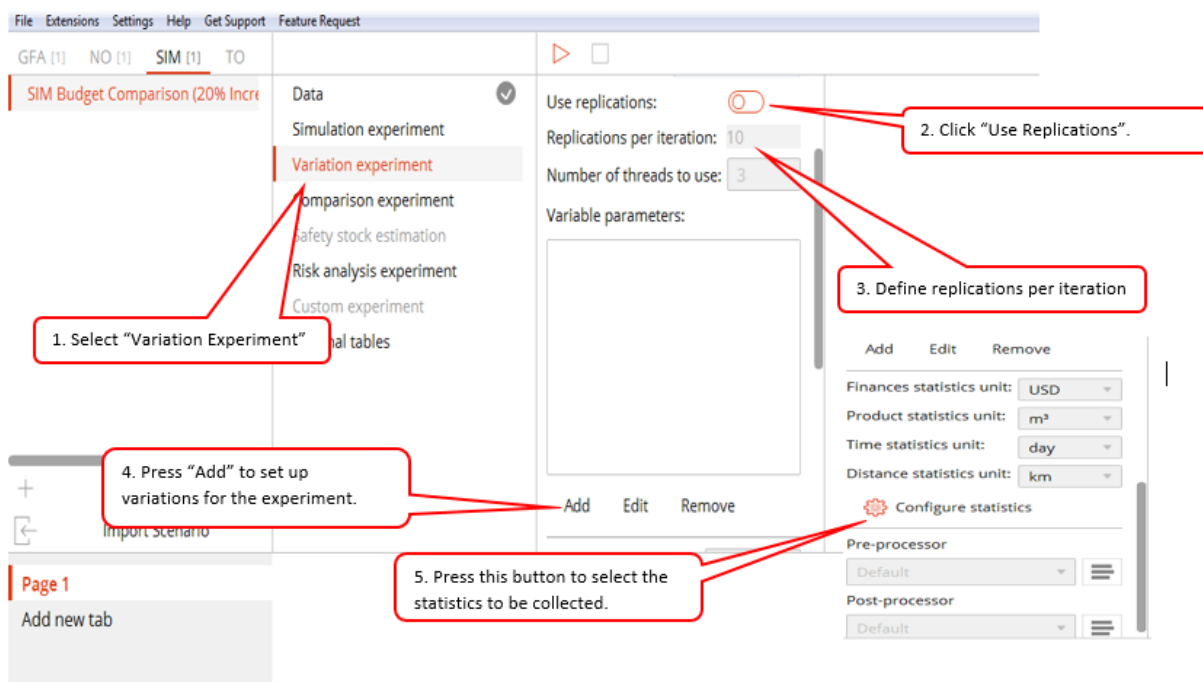 File Extensions Settings Help Get Support Feature Request
GFA [1] NO [1] SIM [1] TO
SIM Budget Comparison (20% Incre
Data
Simulation experiment
Variation experiment
omparison experiment
afety stock estimation
Risk analysis experiment
Custom experiment
nal tables
1. Select “Variation Experiment”
Use replications:
Replications per iteration: 10
Number of threads to use: 3
Variable parameters:
2. Click “Use Replications”.
3. Define replications per iteration
Add Edit Remove
4. Press “Add” to set up
variations for the experiment.
Import Scenario
5. Press this button to select the
statistics to be collected.
Add Edit Remove
Finances statistics unit: USD
Product statistics unit: m³
Time statistics unit: day
Distance statistics unit: km
Configure statistics
Pre-processor
Default
Post-processor
Default
Page 1
Add new tab